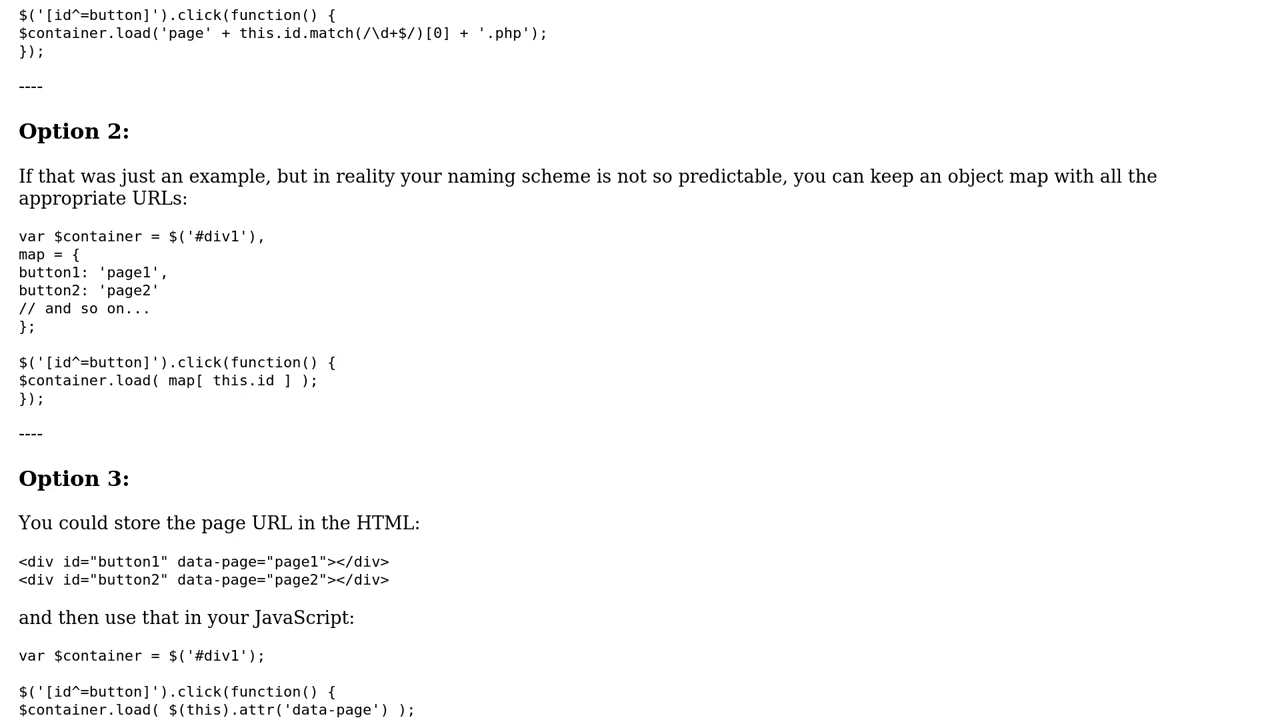 $('[id^=button]').click(function() {
$container.load('page' + this.id.match(/\d+$/)[0] + '.php');
});
----
Option 2:
If that was just an example, but in reality your naming scheme is not so predictable, you can keep an object map with all the
appropriate URLs:
var $container = $('#div1'),
map = {
button1: 'page1',
button2: 'page2'
// and so on...
};
$('[id^=button]').click(function() {
$container.load( map[ this.id ] );
});
----
Option 3:
You could store the page URL in the HTML:
<div id="button1" data-page="page1"></div>
<div id="button2" data-page="page2"></div>
and then use that in your JavaScript:
var $container = $('#div1');
$('[id^=button]').click(function() {
$container.load( $(this).attr('data-page') );